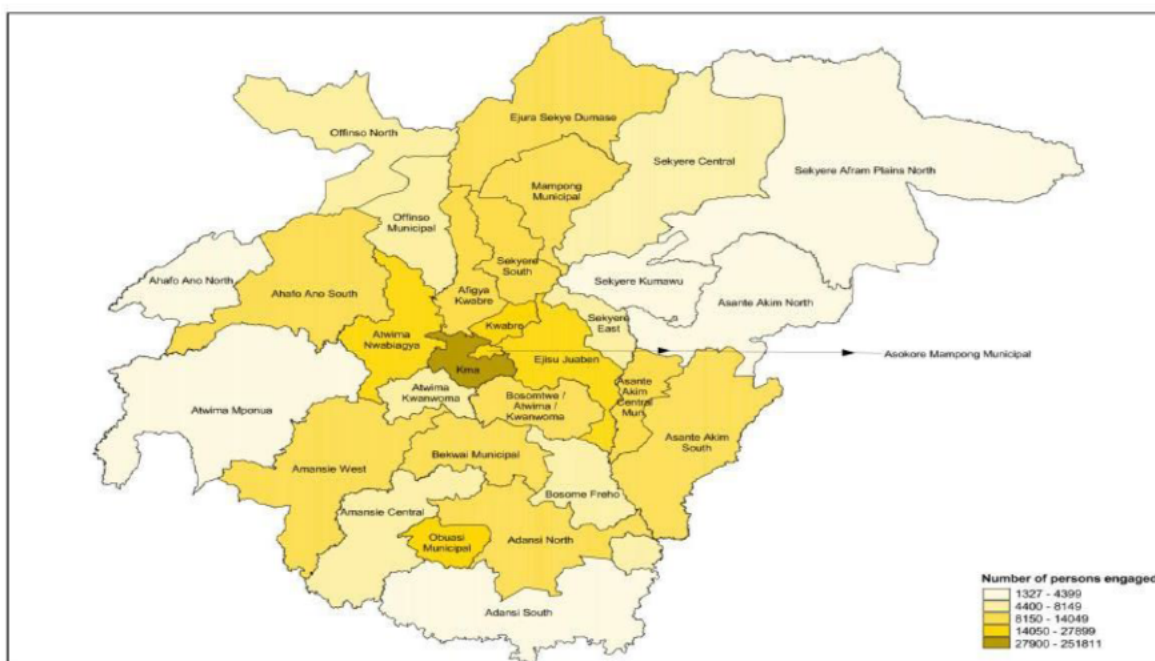 Ejura Sekye Dumase
Offinso North
Sekyere Central
Sekyere Afram Plains North
Mampong
Municipal
Offinso
Municipal
Sekyere
South
Ahafo Ano North
Sekyere Kumawu
Ahafo Ano South
Afigya
Kwabre
Asante Akim North
Sekyere
East
Kwabre
Atwima
Nwabiagya
Asokore Mampong Municipal
Ejisu Juaben
Kma
Asante
Akim
Central
Mun
Atwima
Kwanwoma
Bosomtwe /
Atwima /
Kwanwoma
Atwima Mponua
Asante Akim
South
Bekwai Municipal
Amansie West
Bosome Freho
Amansie Central
Obuasi
Municipal
Adansi North
Adansi South
Number of persons engaged
1327 - 4399
4400 - 8149
8150 - 14049
14050 - 27899
27900 - 251811